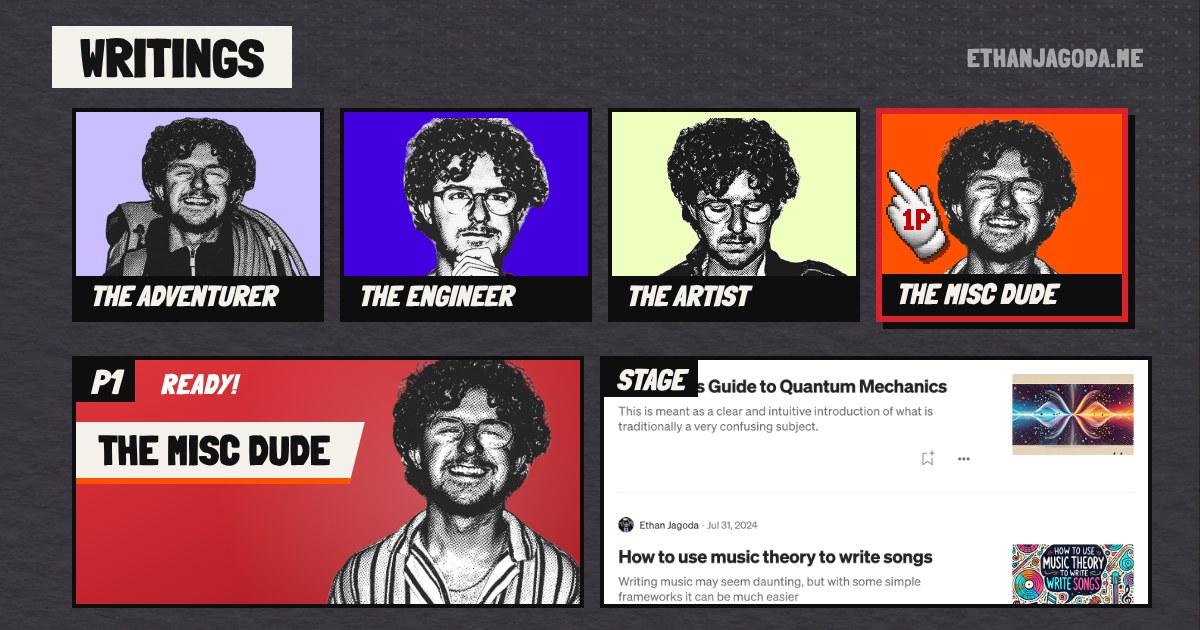 WRITINGS
ETHANJAGODA.ME
1P
THE ADVENTURER
THE ENGINEER
THE ARTIST
THE MISC DUDE
P1
READY!
THE MISC DUDE
STAGE
s Guide to Quantum Mechanics
This is meant as a clear and intuitive introduction of what is
traditionally a very confusing subject.
Ethan Jagoda · Jul 31, 2024
How to use music theory to write songs
Writing music may seem daunting, but with some simple
frameworks it can be much easier
HOW TO USE
MUSIC THEORY
TO WRITE
WRITE SONGS